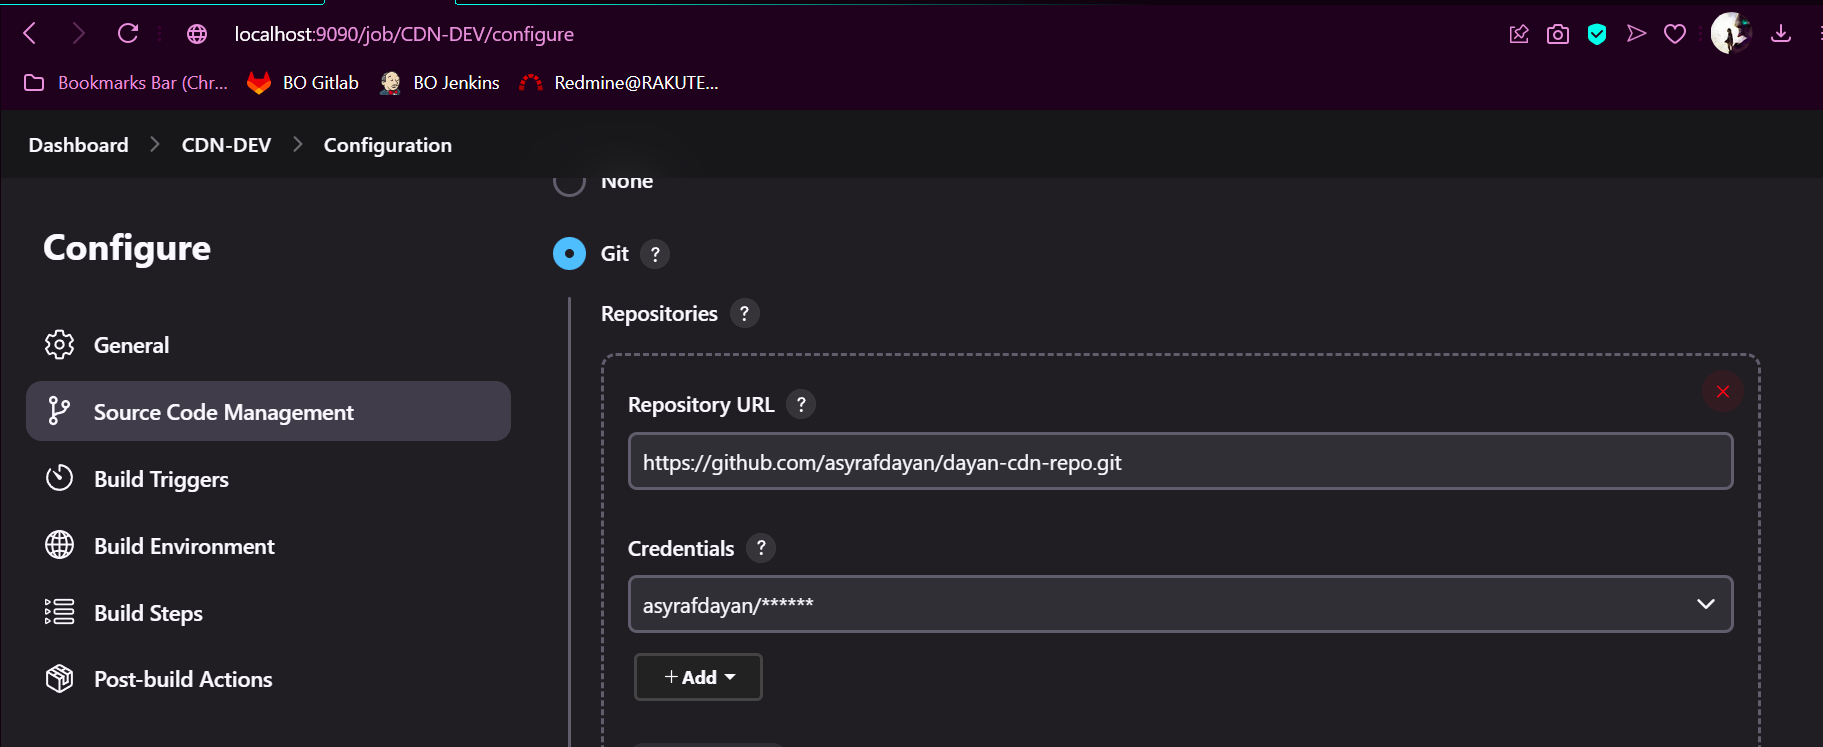 localhost:9090/job/CDN-DEV/configure
Bookmarks Bar (Chr... BO Gitlab BO Jenkins Redmine@RAKUTE...
Dashboard CDN-DEV Configuration
None
Configure
Git ?
Repositories ?
General
Repository URL ?
Source Code Management
https://github.com/asyrafdayan/dayan-cdn-repo.git
Build Triggers
Build Environment
Credentials ?
asyrafdayan/******
Build Steps
+ Add
Post-build Actions